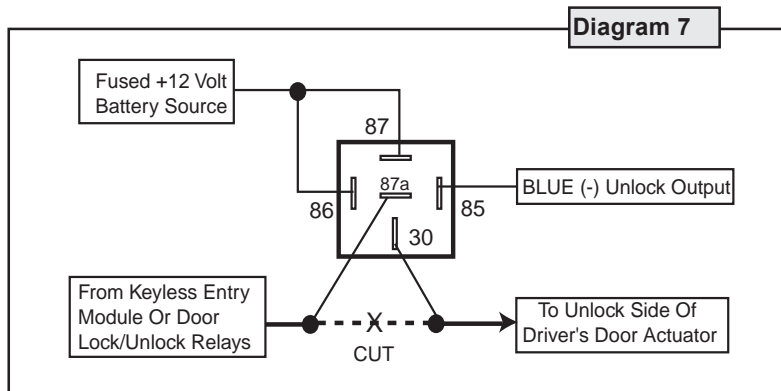 Diagram 7
Fused +12 Volt
Battery Source
87
87a
86
85
BLUE (-) Unlock Output
30
From Keyless Entry
Module Or Door
Lock/Unlock Relays
X
CUT
To Unlock Side Of
Driver's Door Actuator